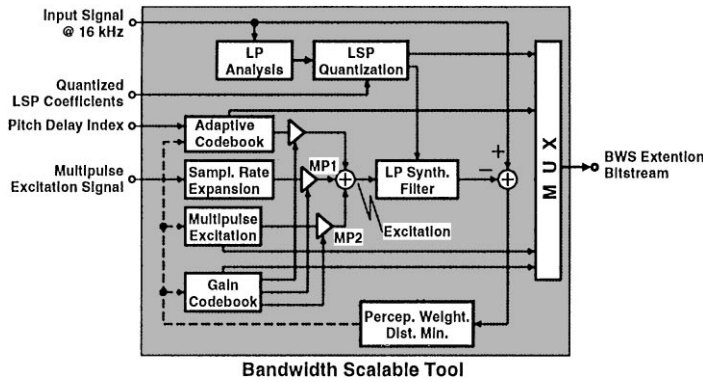 Input Signal
@ 16 kHz
LP
Analysis
LSP
Quantization
Quantized
LSP Coefficients
Pitch Delay Index
Adaptive
Codebook
Multipulse
Excitation Signal
Sampl. Rate
Expansion
MP1
LP Synth.
Filter
+
−
MUX
BWS Extention
Bitstream
Multipulse
Excitation
MP2
Excitation
Gain
Codebook
Percep. Weight.
Dist. Min.
Bandwidth Scalable Tool